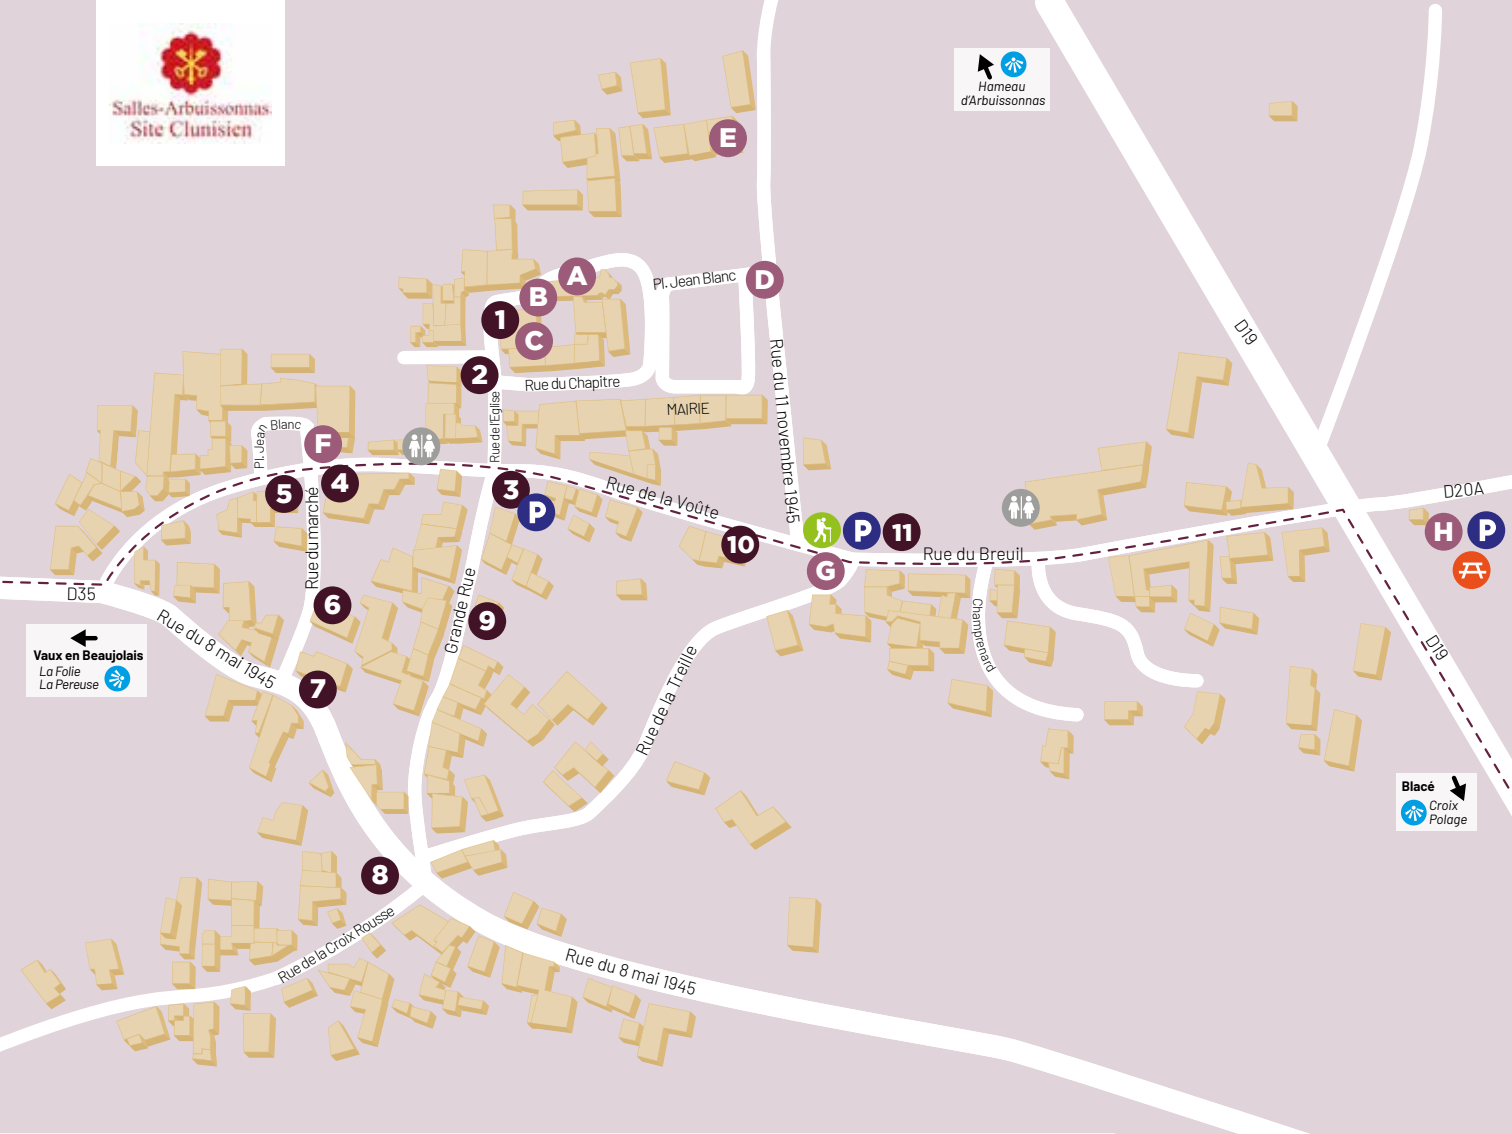 Salles-Arbuissonnas
Site Clunisien
Hameau
d'Arbuissonnas
E
A
B
D
Pl. Jean Blanc
1
C
D19
2
Rue du Chapitre
Rue de l'Eglise
MAIRIE
Rue du 11 novembre 1945
Pl. Jean Blanc
F
4
5
3
P
Rue de la Voûte
10
P
11
G
Rue du Breuil
D20A
H
P
Rue du marché
D35
Rue du 8 mai 1945
6
Grande Rue
9
Champrenard
D19
Vaux en Beaujolais
La Folie
La Pereuse
7
Rue de la Treille
Blacé
Croix
Polage
8
Rue de la Croix Rousse
Rue du 8 mai 1945